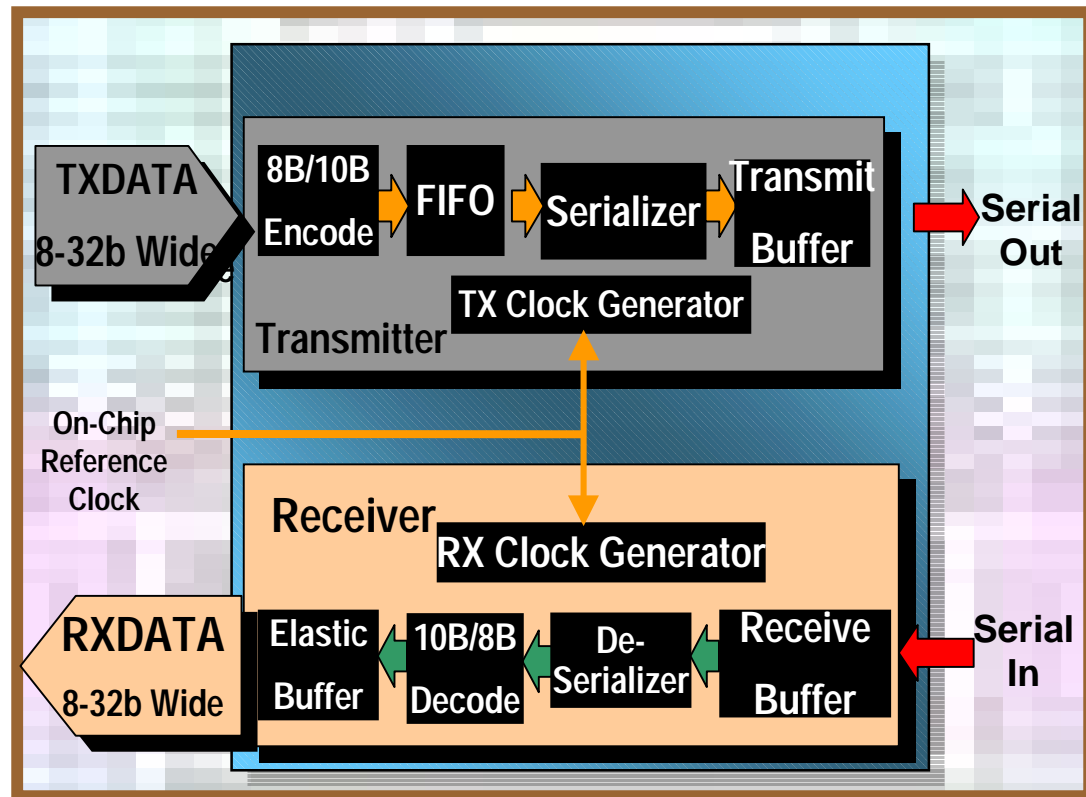 TXDATA
8-32b Wide
8B/10B
Encode
FIFO
Serializer
Transmit
Buffer
TX Clock Generator
Transmitter
Serial
Out
On-Chip
Reference
Clock
Receiver
RX Clock Generator
RXDATA
8-32b Wide
Elastic
Buffer
10B/8B
Decode
De-
Serializer
Receive
Buffer
Serial
In